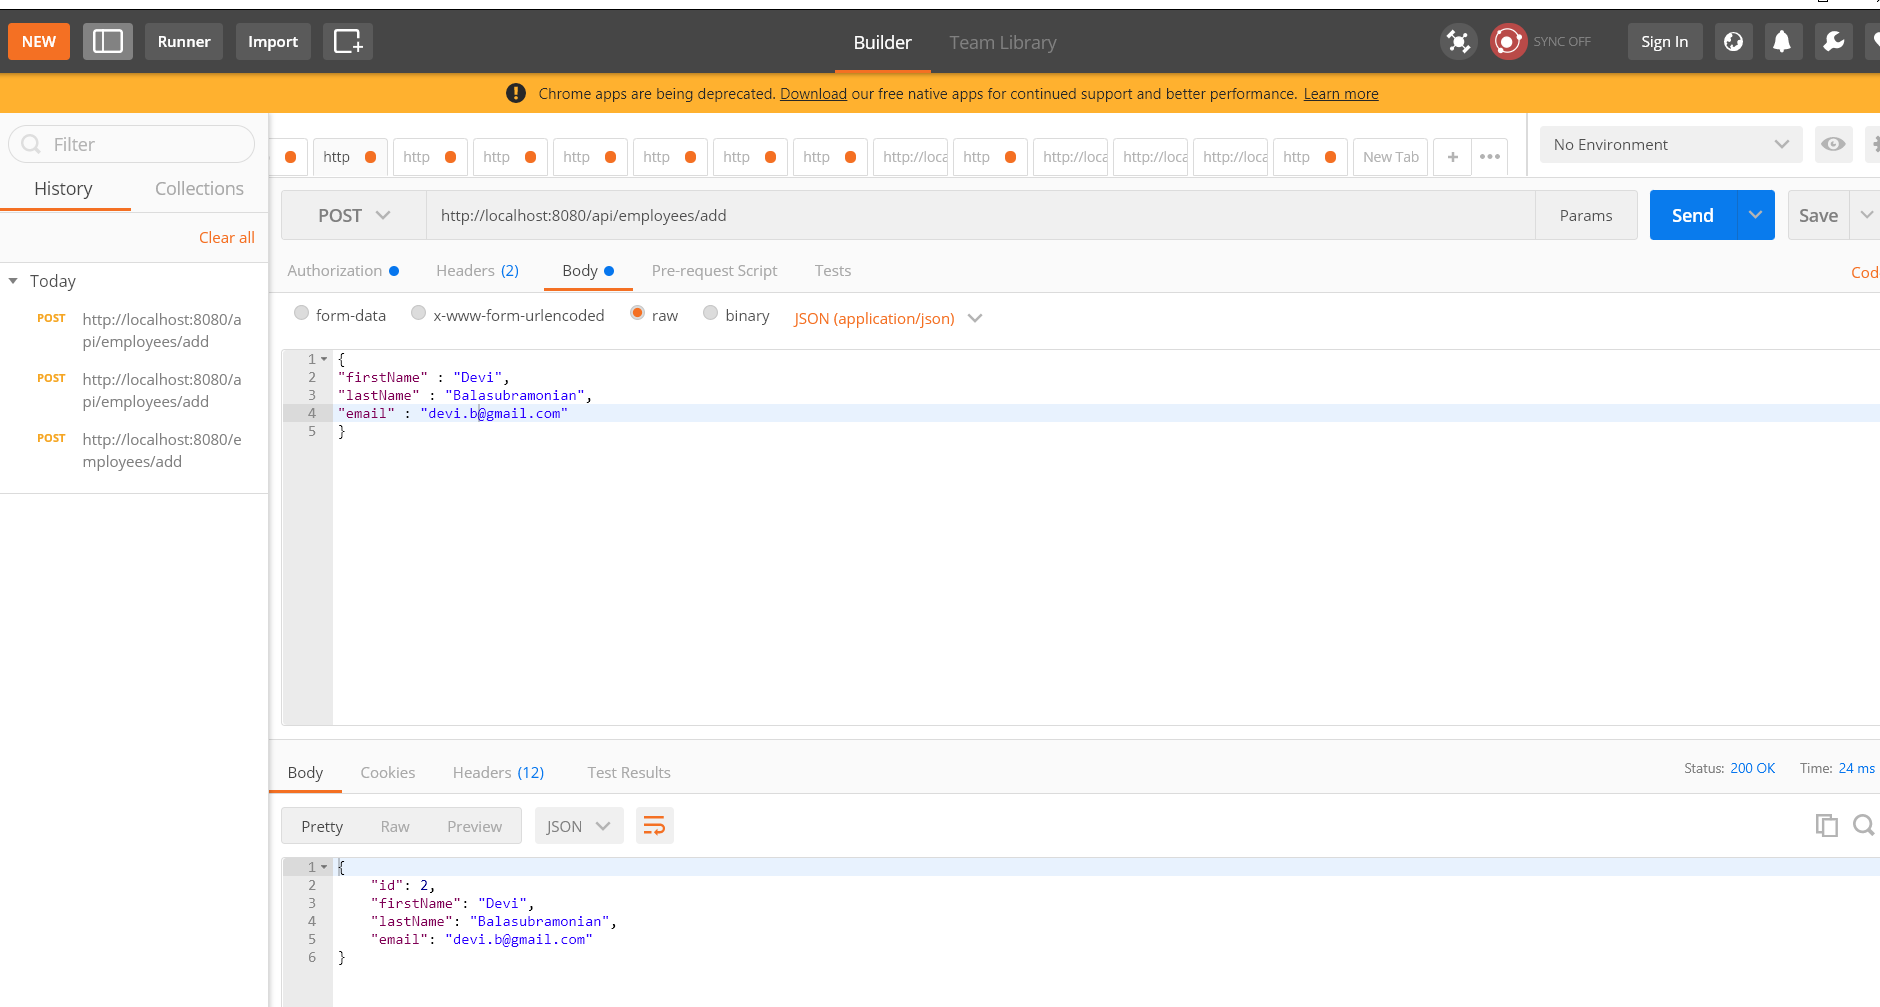 NEW
Runner
Import
Builder
Team Library
SYNC OFF
Sign In
Chrome apps are being deprecated. Download our free native apps for continued support and better performance. Learn more
Filter
History
Collections
Clear all
Today
POST http://localhost:8080/a
pi/employees/add
POST http://localhost:8080/a
pi/employees/add
POST http://localhost:8080/e
mployees/add
http
http
http
http
http
http
http
http://loca
http
http://loca
http://loca
http://loca
http
New Tab
+
No Environment
POST
http://localhost:8080/api/employees/add
Params
Send
Save
Authorization
Headers (2)
Body
Pre-request Script
Tests
Cod
form-data
x-www-form-urlencoded
raw
binary
JSON (application/json)
1 {
2 "firstName" : "Devi",
3 "lastName" : "Balasubramonian",
4 "email" : "devi.b@gmail.com"
5 }
Body
Cookies
Headers (12)
Test Results
Status: 200 OK
Time: 24 ms
Pretty
Raw
Preview
JSON
1 {
2 "id": 2,
3 "firstName": "Devi",
4 "lastName": "Balasubramonian",
5 "email": "devi.b@gmail.com"
6 }